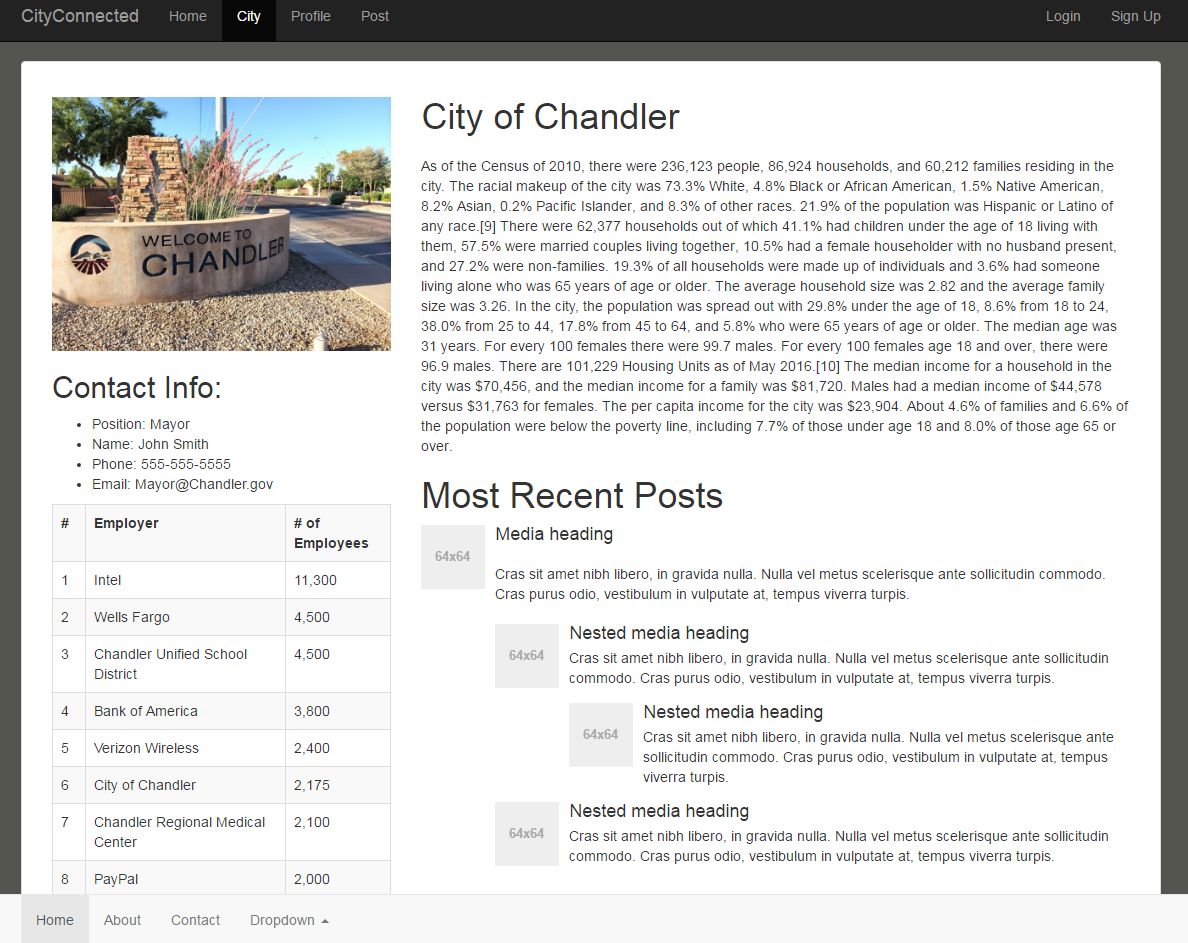 CityConnected Home City Profile Post Login Sign Up
WELCOME TO
CHANDLER
Contact Info:
Position: Mayor
Name: John Smith
Phone: 555-555-5555
Email: Mayor@Chandler.gov
# Employer # of
Employees
1 Intel 11,300
2 Wells Fargo 4,500
3 Chandler Unified School 4,500
District
4 Bank of America 3,800
5 Verizon Wireless 2,400
6 City of Chandler 2,175
7 Chandler Regional Medical 2,100
Center
8 PayPal 2,000
City of Chandler
As of the Census of 2010, there were 236,123 people, 86,924 households, and 60,212 families residing in the
city. The racial makeup of the city was 73.3% White, 4.8% Black or African American, 1.5% Native American,
8.2% Asian, 0.2% Pacific Islander, and 8.3% of other races. 21.9% of the population was Hispanic or Latino of
any race.[9] There were 62,377 households out of which 41.1% had children under the age of 18 living with
them, 57.5% were married couples living together, 10.5% had a female householder with no husband present,
and 27.2% were non-families. 19.3% of all households were made up of individuals and 3.6% had someone
living alone who was 65 years of age or older. The average household size was 2.82 and the average family
size was 3.26. In the city, the population was spread out with 29.8% under the age of 18, 8.6% from 18 to 24,
38.0% from 25 to 44, 17.8% from 45 to 64, and 5.8% who were 65 years of age or older. The median age was
31 years. For every 100 females there were 99.7 males. For every 100 females age 18 and over, there were
96.9 males. There are 101,229 Housing Units as of May 2016.[10] The median income for a household in the
city was $70,456, and the median income for a family was $81,720. Males had a median income of $44,578
versus $31,763 for females. The per capita income for the city was $23,904. About 4.6% of families and 6.6% of
the population were below the poverty line, including 7.7% of those under age 18 and 8.0% of those age 65 or
over.
Most Recent Posts
64x64
Media heading
Cras sit amet nibh libero, in gravida nulla. Nulla vel metus scelerisque ante sollicitudin commodo.
Cras purus odio, vestibulum in vulputate at, tempus viverra turpis.
64x64
Nested media heading
Cras sit amet nibh libero, in gravida nulla. Nulla vel metus scelerisque ante sollicitudin
commodo. Cras purus odio, vestibulum in vulputate at, tempus viverra turpis.
64x64
Nested media heading
Cras sit amet nibh libero, in gravida nulla. Nulla vel metus scelerisque ante
sollicitudin commodo. Cras purus odio, vestibulum in vulputate at, tempus
viverra turpis.
64x64
Nested media heading
Cras sit amet nibh libero, in gravida nulla. Nulla vel metus scelerisque ante sollicitudin
commodo. Cras purus odio, vestibulum in vulputate at, tempus viverra turpis.
Home About Contact Dropdown